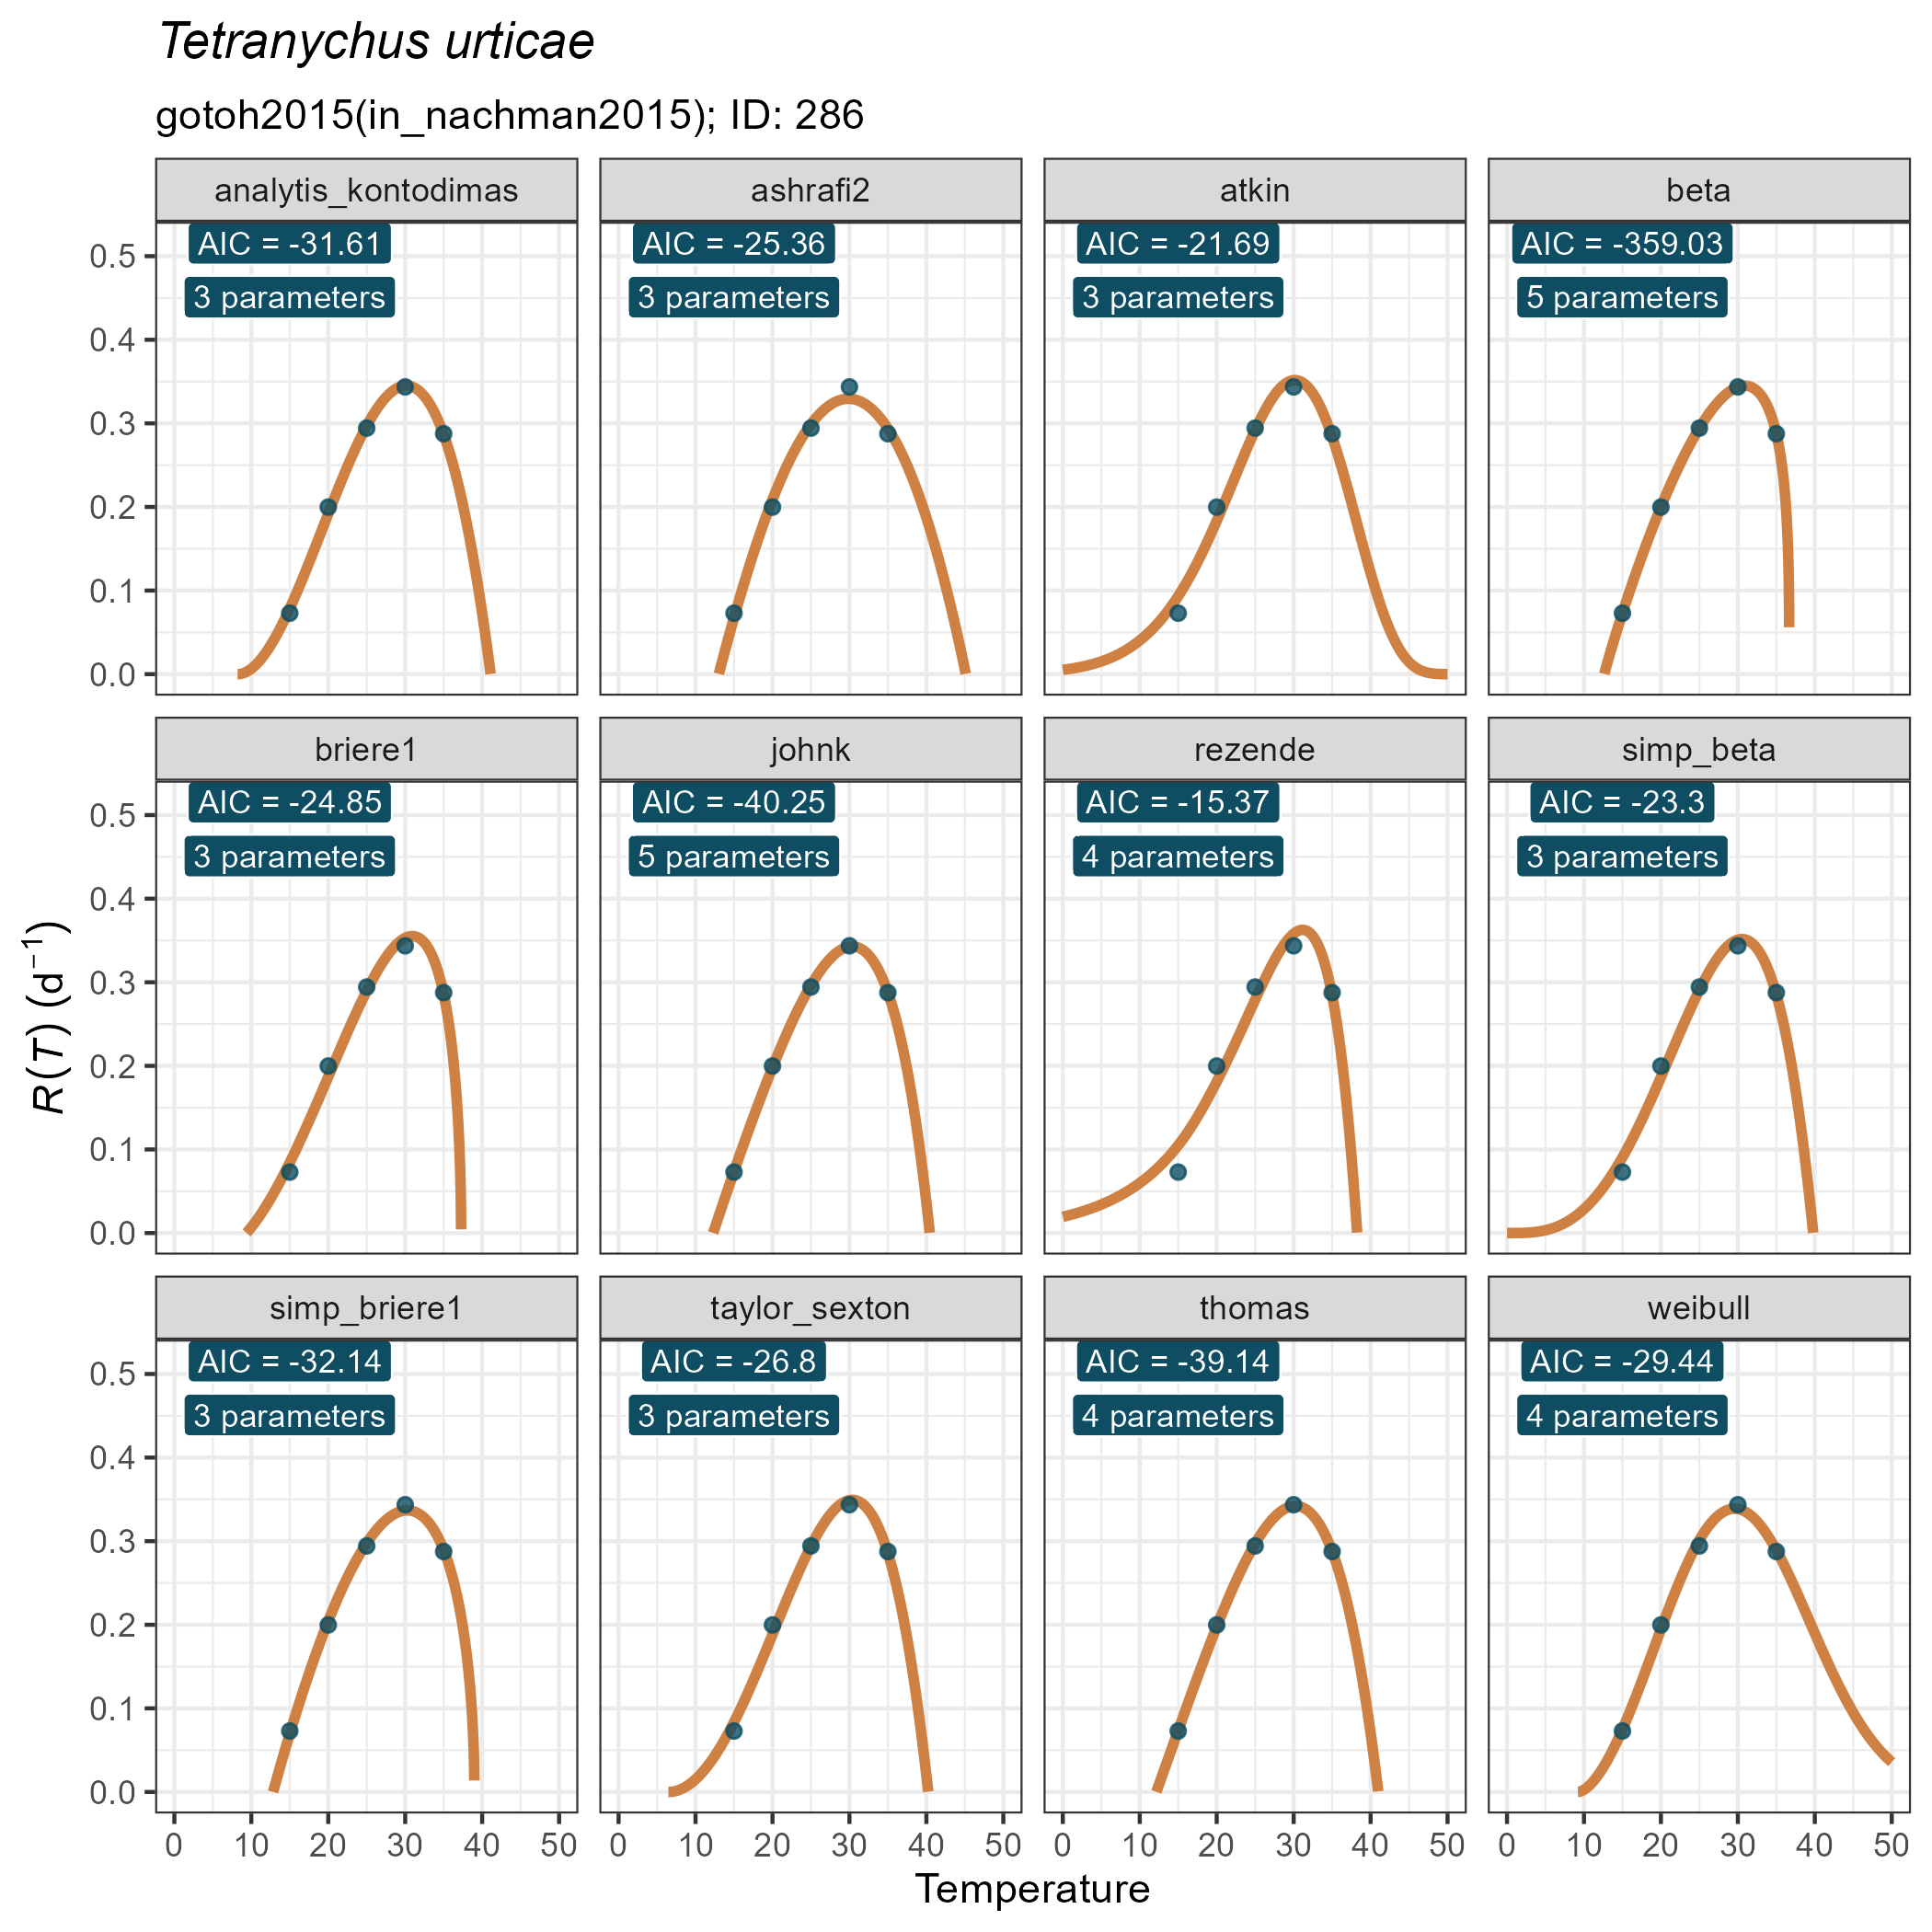 Tetranychus urticae
gotoh2015(in_nachman2015); ID: 286
analytis_kontodimas
ashrafi2
atkin
beta
AIC = -31.61
3 parameters
AIC = -25.36
3 parameters
AIC = -21.69
3 parameters
AIC = -359.03
5 parameters
0.5
0.4
0.3
0.2
0.1
0.0
briere1
johnk
rezende
simp_beta
AIC = -24.85
3 parameters
AIC = -40.25
5 parameters
AIC = -15.37
4 parameters
AIC = -23.3
3 parameters
0.5
0.4
0.3
0.2
0.1
0.0
R(T) (d⁻¹)
simp_briere1
taylor_sexton
thomas
weibull
AIC = -32.14
3 parameters
AIC = -26.8
3 parameters
AIC = -39.14
4 parameters
AIC = -29.44
4 parameters
0.5
0.4
0.3
0.2
0.1
0.0
0 10 20 30 40 50
0 10 20 30 40 50
0 10 20 30 40 50
0 10 20 30 40 50
Temperature